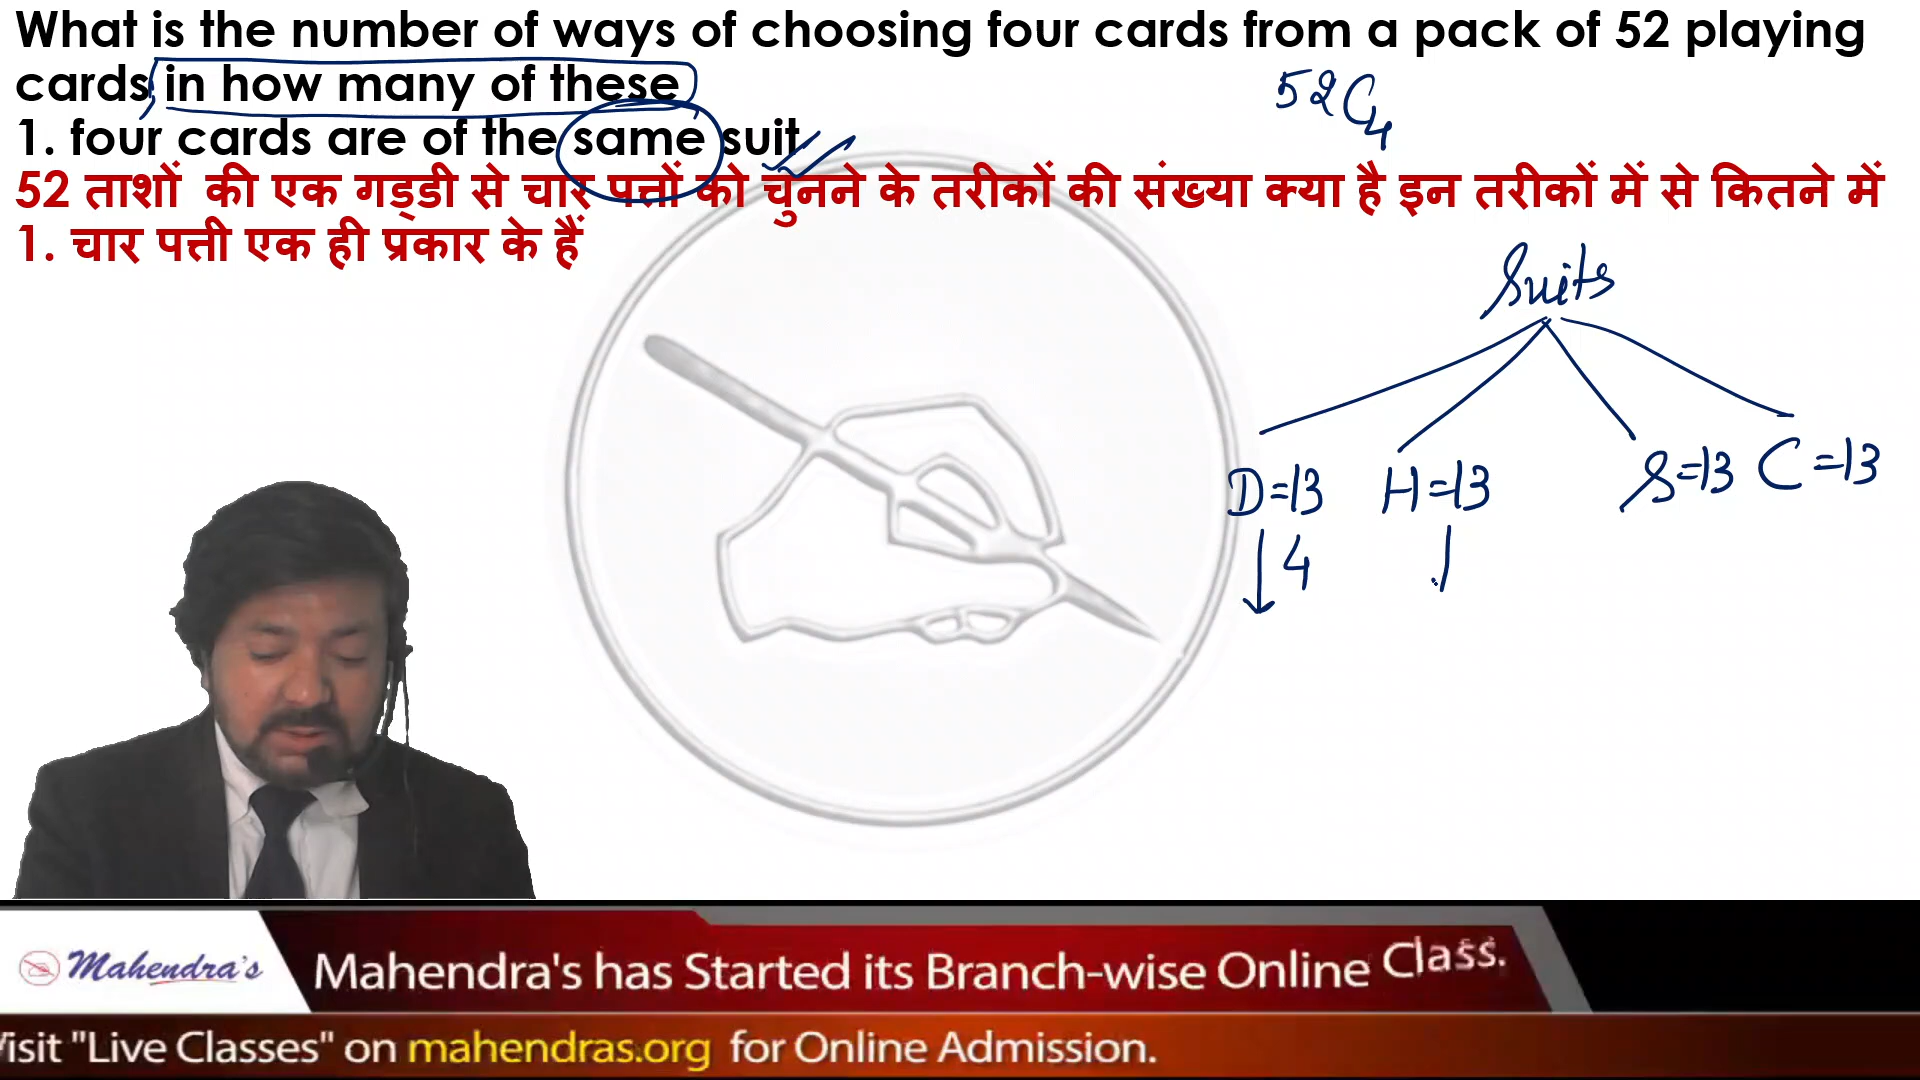 What is the number of ways of choosing four cards from a pack of 52 playing
cards, in how many of these
1. four cards are of the same suit
52C4
52 ताशों की एक गड्डी से चार पत्तों को चुनने के तरीकों की संख्या क्या है इन तरीकों में से कितने में
1. चार पत्ती एक ही प्रकार के हैं
Suits
D=13 H=13 S=13 C=13
4
Mahendra's
Mahendra's has Started its Branch-wise Online Class.
Visit "Live Classes" on mahendras.org for Online Admission.